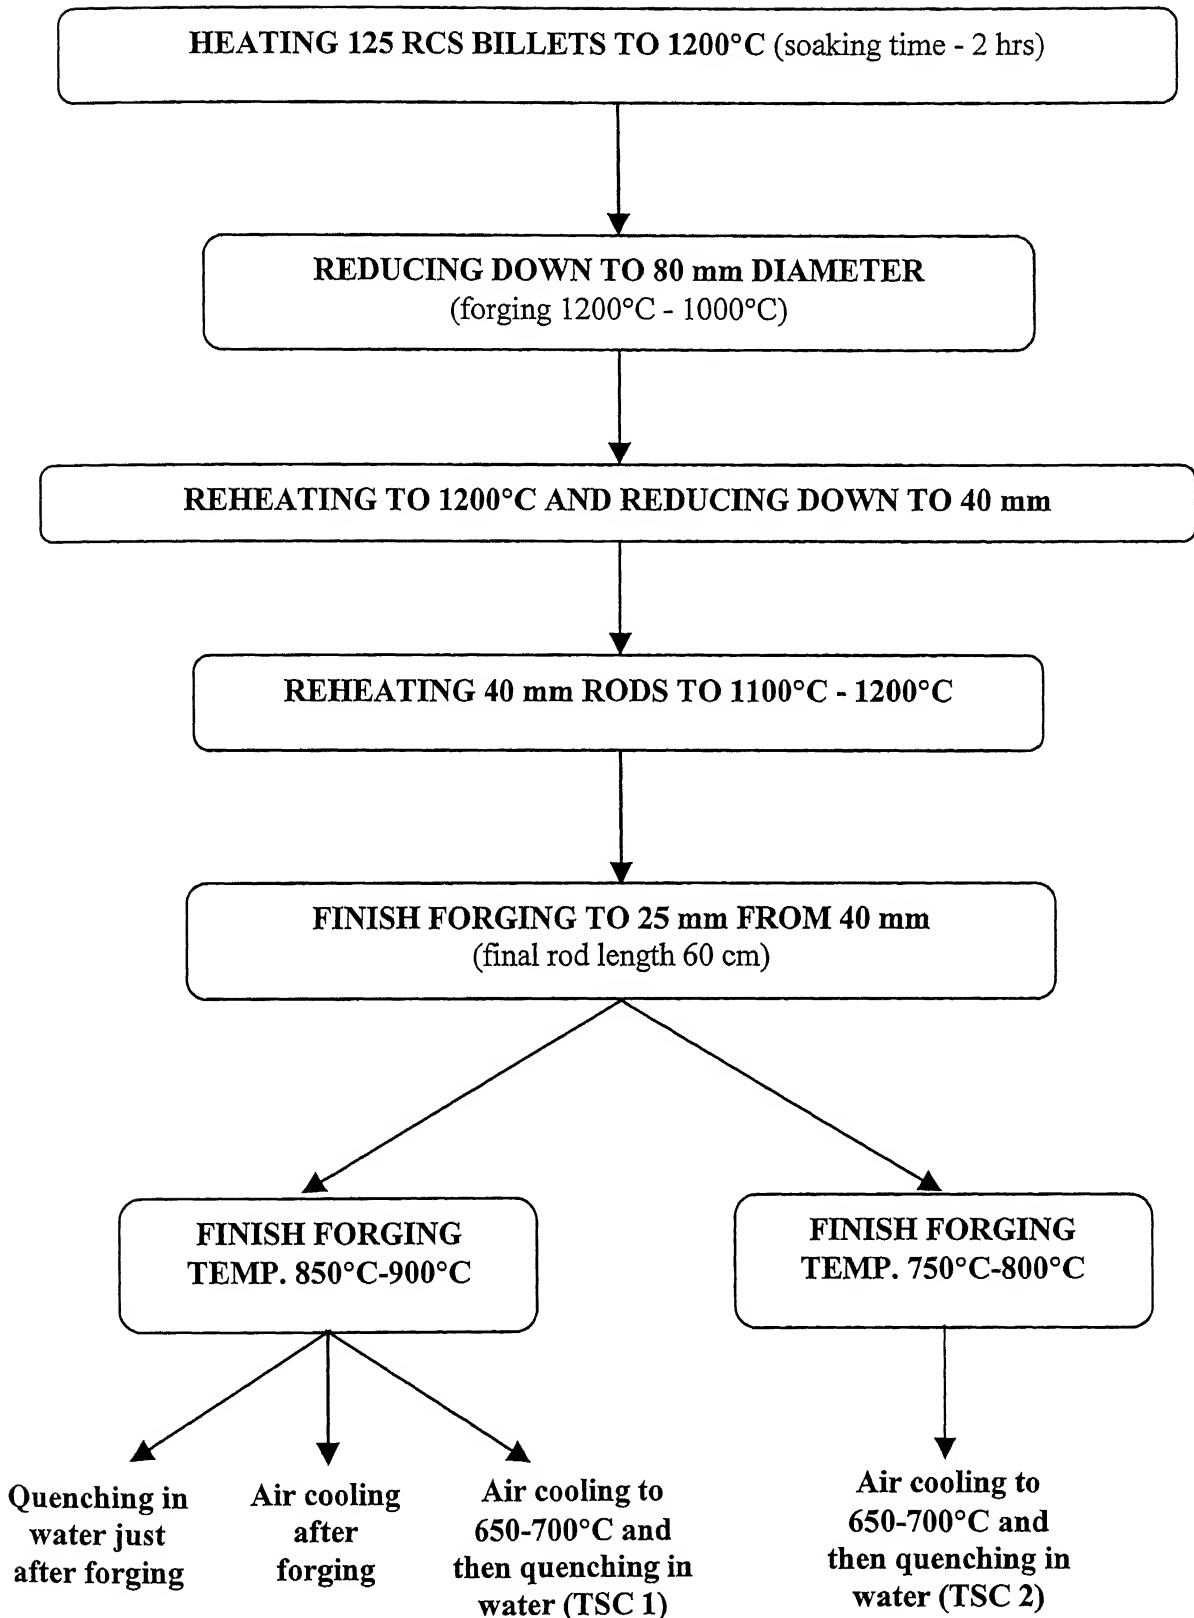 HEATING 125 RCS BILLETS TO 1200°C (soaking time - 2 hrs)
REDUCING DOWN TO 80 mm DIAMETER
(forging 1200°C - 1000°C)
REHEATING TO 1200°C AND REDUCING DOWN TO 40 mm
REHEATING 40 mm RODS TO 1100°C - 1200°C
FINISH FORGING TO 25 mm FROM 40 mm
(final rod length 60 cm)
FINISH FORGING
TEMP. 850°C-900°C
FINISH FORGING
TEMP. 750°C-800°C
Quenching in
water just
after forging
Air cooling
after
forging
Air cooling to
650-700°C and
then quenching in
water (TSC 1)
Air cooling to
650-700°C and
then quenching in
water (TSC 2)